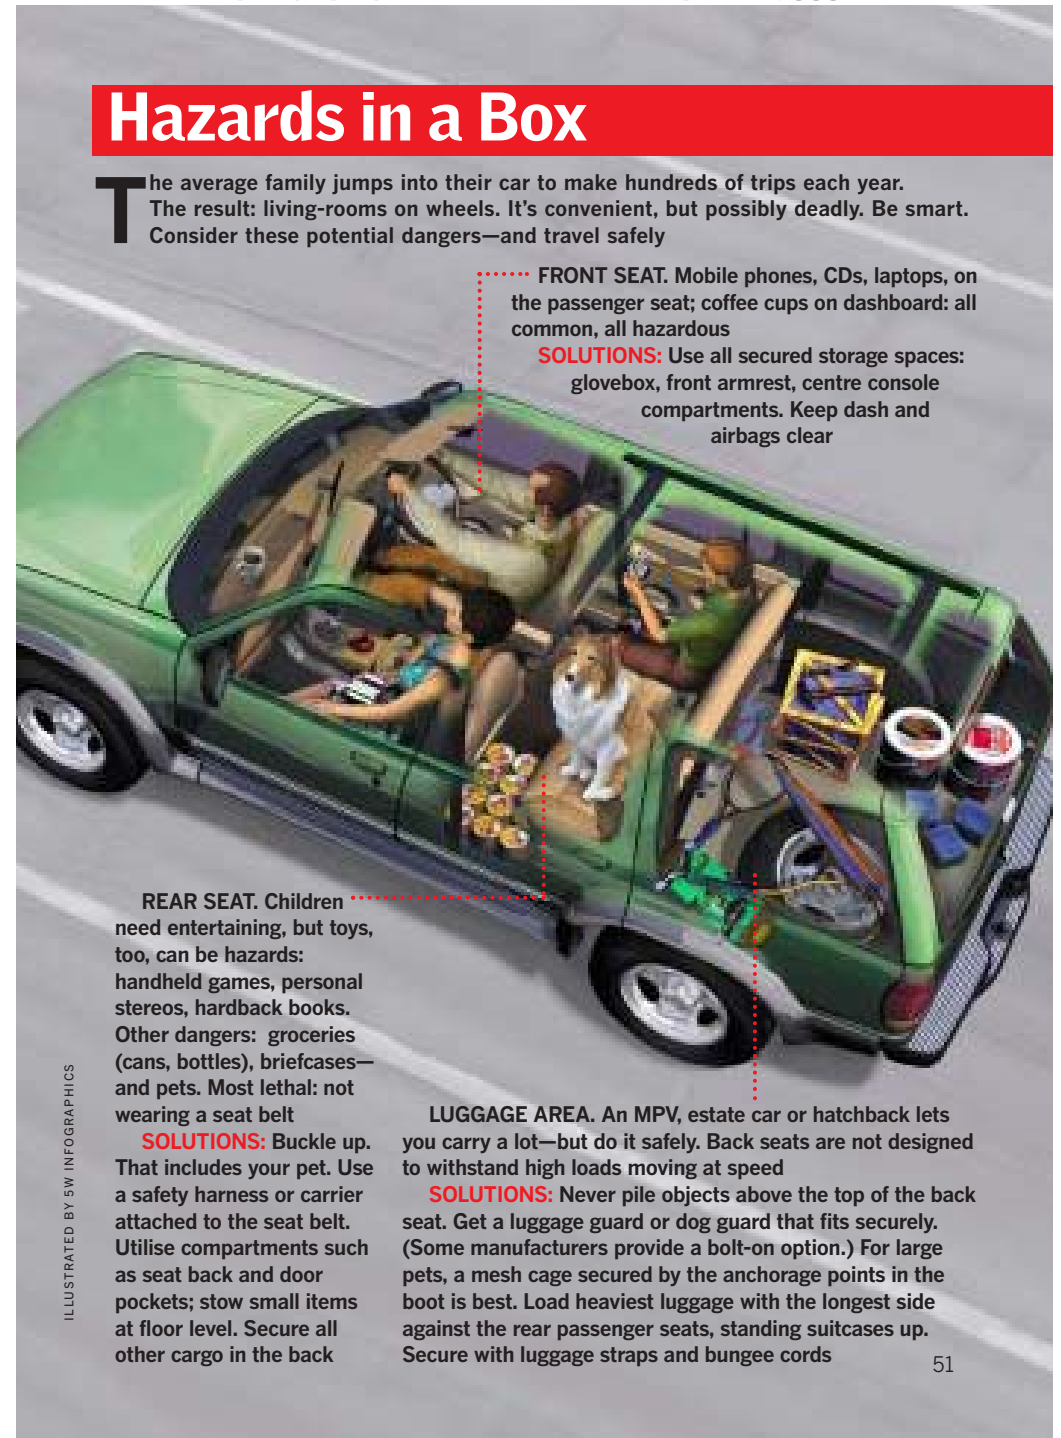 Hazards in a Box
The average family jumps into their car to make hundreds of trips each year.
The result: living-rooms on wheels. It's convenient, but possibly deadly. Be smart.
Consider these potential dangers—and travel safely
FRONT SEAT. Mobile phones, CDs, laptops, on
the passenger seat; coffee cups on dashboard: all
common, all hazardous
SOLUTIONS: Use all secured storage spaces:
glovebox, front armrest, centre console
compartments. Keep dash and
airbags clear
REAR SEAT. Children
need entertaining, but toys,
too, can be hazards:
handheld games, personal
stereos, hardback books.
Other dangers: groceries
(cans, bottles), briefcases—
and pets. Most lethal: not
wearing a seat belt
SOLUTIONS: Buckle up.
That includes your pet. Use
a safety harness or carrier
attached to the seat belt.
Utilise compartments such
as seat back and door
pockets; stow small items
at floor level. Secure all
other cargo in the back
LUGGAGE AREA. An MPV, estate car or hatchback lets
you carry a lot—but do it safely. Back seats are not designed
to withstand high loads moving at speed
SOLUTIONS: Never pile objects above the top of the back
seat. Get a luggage guard or dog guard that fits securely.
(Some manufacturers provide a bolt-on option.) For large
pets, a mesh cage secured by the anchorage points in the
boot is best. Load heaviest luggage with the longest side
against the rear passenger seats, standing suitcases up.
Secure with luggage straps and bungee cords
ILLUSTRATED BY 5W INFOGRAPHICS
51